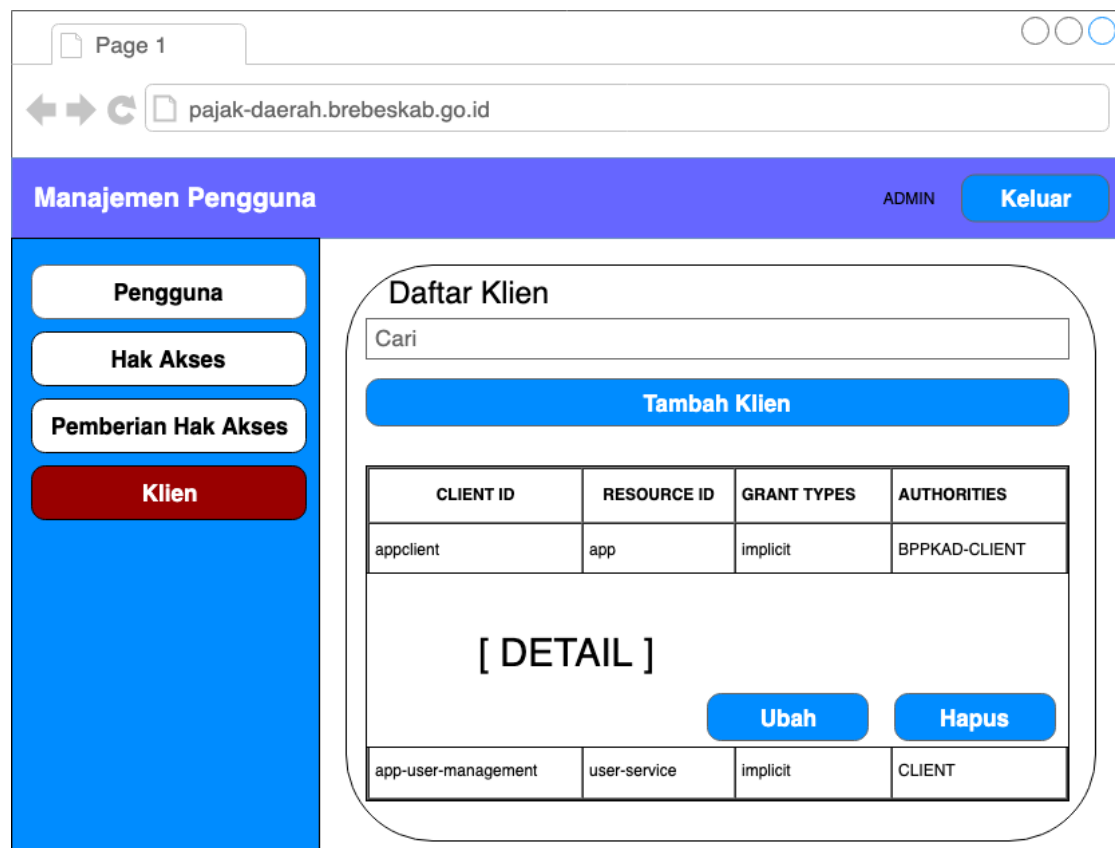 Page 1
pajak-daerah.brebeskab.go.id
Manajemen Pengguna ADMIN Keluar
Pengguna
Hak Akses
Pemberian Hak Akses
Klien
Daftar Klien
Cari
Tambah Klien
CLIENT ID RESOURCE ID GRANT TYPES AUTHORITIES
appclient app implicit BPPKAD-CLIENT
[ DETAIL ]
Ubah Hapus
app-user-management user-service implicit CLIENT